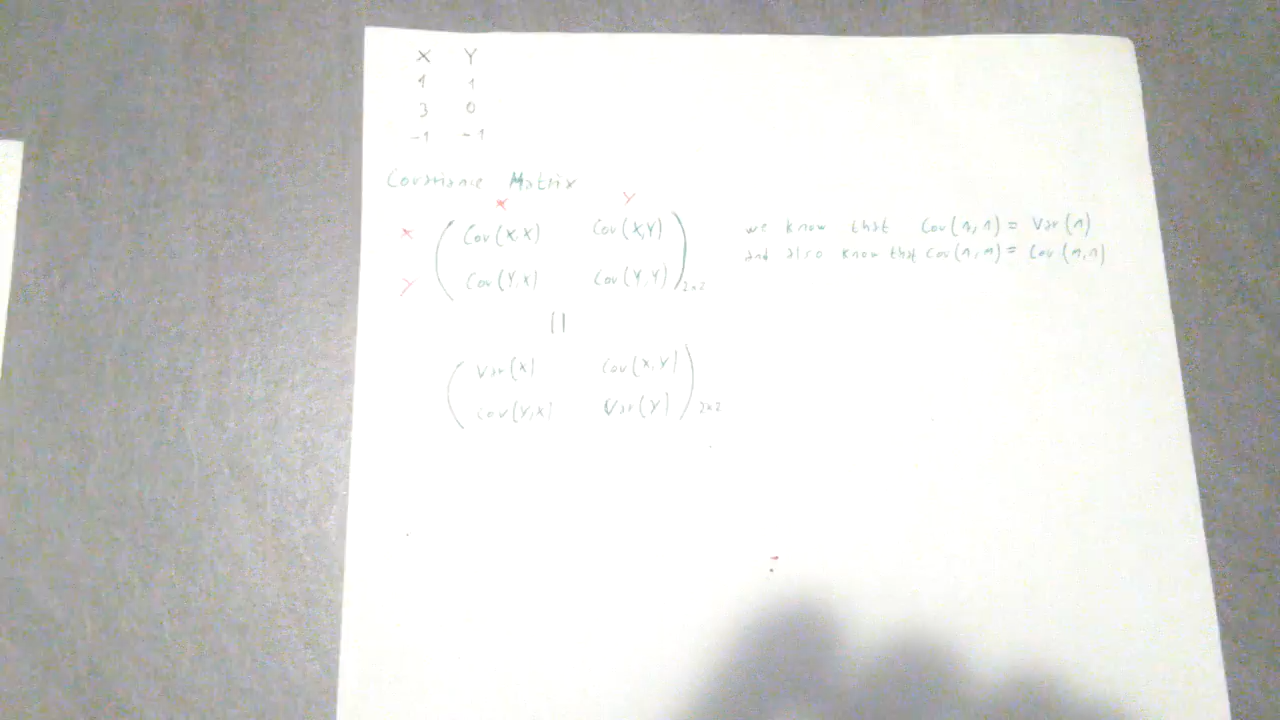 X Y
1 1
3 0
-1 -1
Covariance Matrix
X Y
X Cov(X,X) Cov(X,Y) we know that Cov(n,n) = Var(n)
Y Cov(Y,X) Cov(Y,Y) 2x2 and also know that Cov(n,m) = Cov(m,n)
||
Var(X) Cov(X,Y)
Cov(Y,X) Var(Y) 2x2